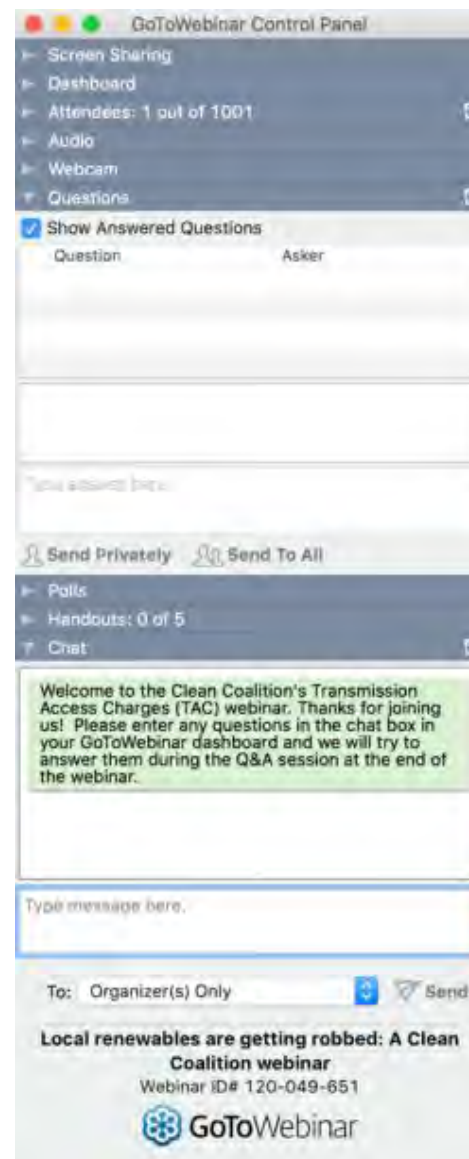 GoToWebinar Control Panel
Screen Sharing
Dashboard
Attendees: 1 out of 1001
Audio
Webcam
Questions
Show Answered Questions
Question Asker
Type answer here.
Send Privately Send To All
Polls
Handouts: 0 of 5
Chat
Welcome to the Clean Coalition's Transmission
Access Charges (TAC) webinar. Thanks for joining
us! Please enter any questions in the chat box in
your GoToWebinar dashboard and we will try to
answer them during the Q&A session at the end of
the webinar.
Type message here.
To: Organizer(s) Only Send
Local renewables are getting robbed: A Clean
Coalition webinar
Webinar ID# 120-049-651
GoToWebinar